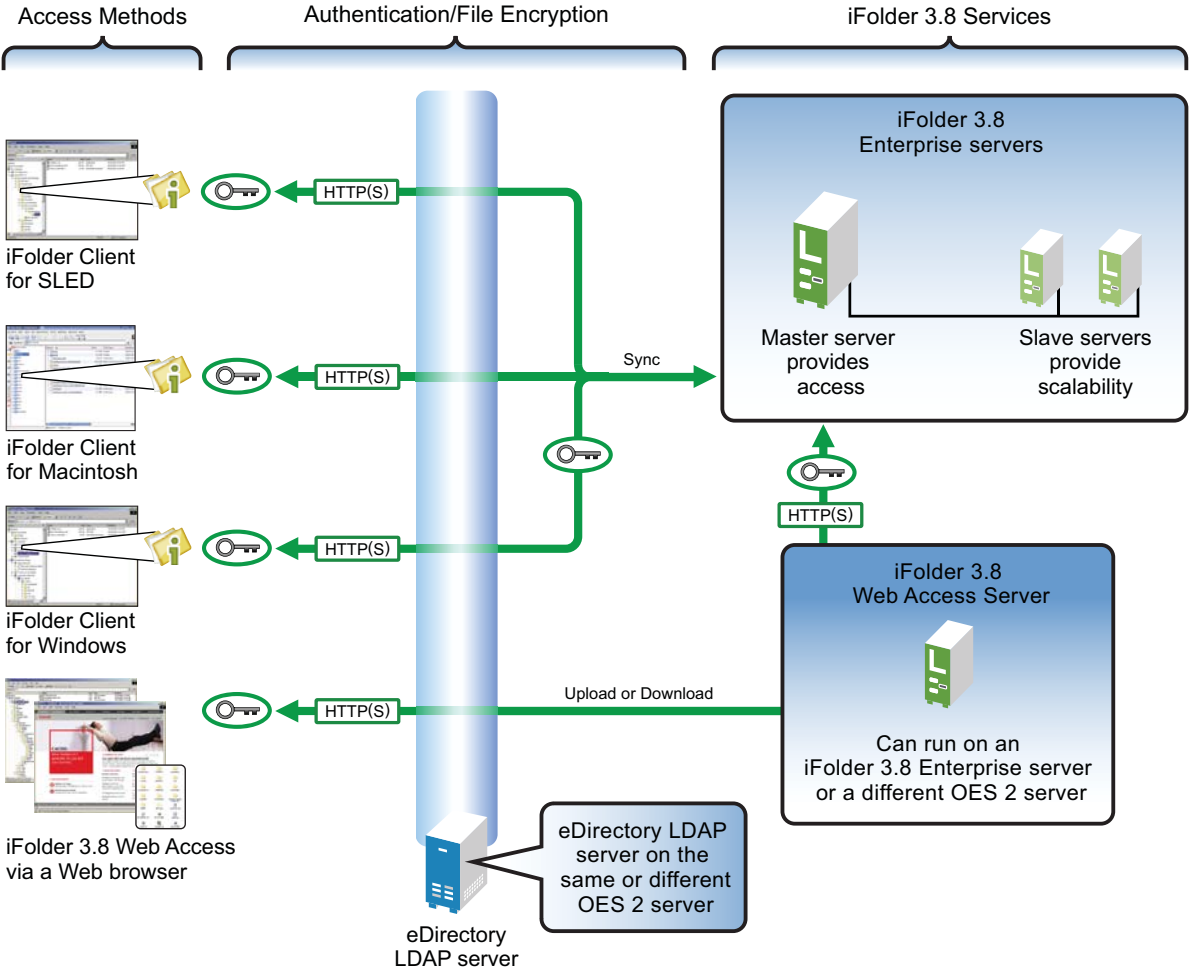 Access Methods
Authentication/File Encryption
iFolder 3.8 Services
iFolder 3.8
Enterprise servers
HTTP(S)
iFolder Client
for SLED
Master server
provides
access
Slave servers
provide
scalability
HTTP(S)
Sync
iFolder Client
for Macintosh
HTTP(S)
HTTP(S)
iFolder Client
for Windows
iFolder 3.8
Web Access Server
HTTP(S)
Upload or Download
Can run on an
iFolder 3.8 Enterprise server
or a different OES 2 server
iFolder 3.8 Web Access
via a Web browser
eDirectory LDAP
server on the
same or different
OES 2 server
eDirectory
LDAP server